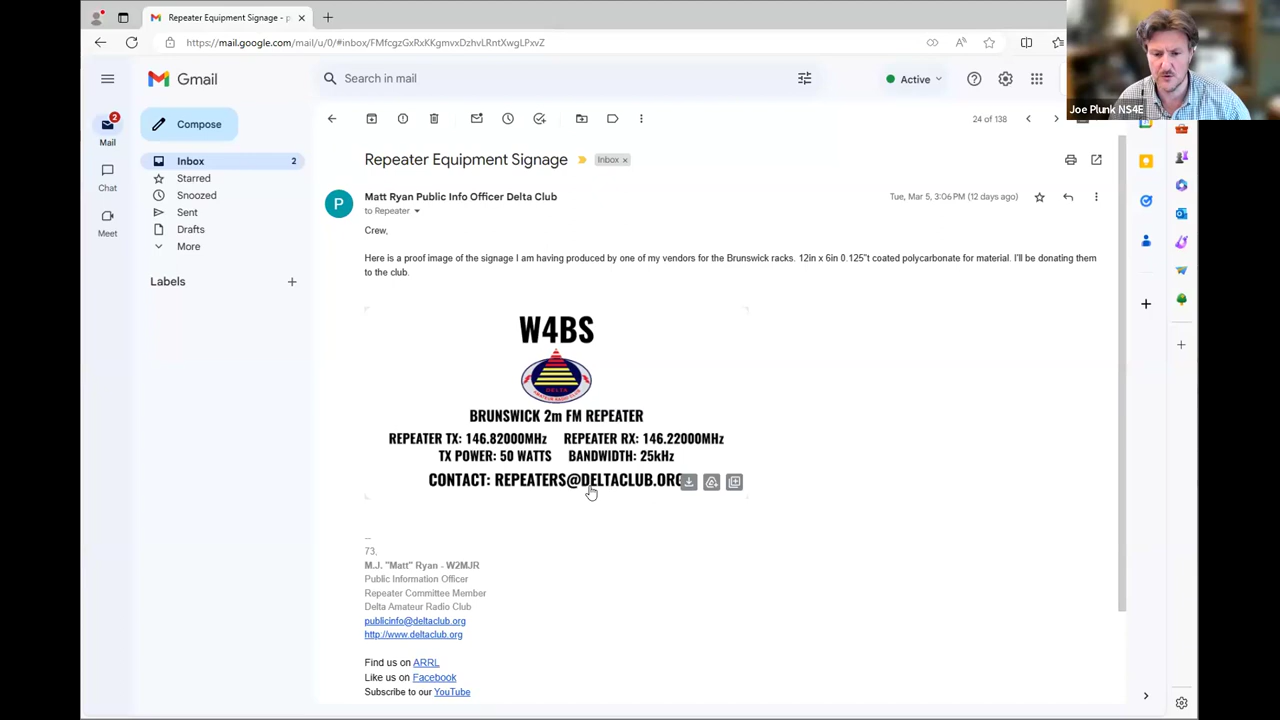 Repeater Equipment Signage - p
https://mail.google.com/mail/u/0/#inbox/FMfcgzGxRxKKgmvxDzhvLRntXwgLPxvZ
Joe Plunk NS4E
Gmail
Search in mail
Active
2
Mail
Chat
Meet
Compose
Inbox 2
Starred
Snoozed
Sent
Drafts
More
Labels
24 of 138
Repeater Equipment Signage Inbox x
P
Matt Ryan Public Info Officer Delta Club Tue, Mar 5, 3:06 PM (12 days ago)
to Repeater
Crew,
Here is a proof image of the signage I am having produced by one of my vendors for the Brunswick racks. 12in x 6in 0.125"t coated polycarbonate for material. I'll be donating them
to the club.
W4BS
DELTA
AMATEUR RADIO CLUB
BRUNSWICK 2m FM REPEATER
REPEATER TX: 146.82000MHz REPEATER RX: 146.22000MHz
TX POWER: 50 WATTS BANDWIDTH: 25kHz
CONTACT: REPEATERS@DELTACLUB.ORG
--
73,
M.J. "Matt" Ryan - W2MJR
Public Information Officer
Repeater Committee Member
Delta Amateur Radio Club
publicinfo@deltaclub.org
http://www.deltaclub.org
Find us on ARRL
Like us on Facebook
Subscribe to our YouTube